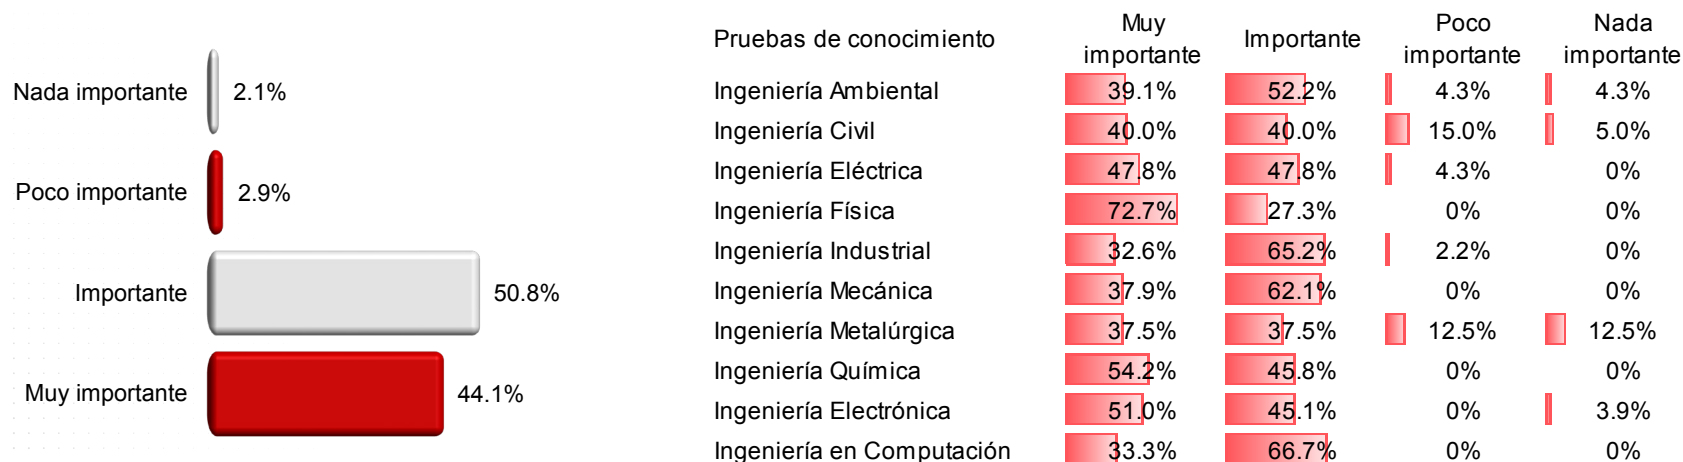 Nada importante 2.1%
Poco importante 2.9%
Importante 50.8%
Muy importante 44.1%
Pruebas de conocimiento Muy importante Importante Poco importante Nada importante
Ingeniería Ambiental 39.1% 52.2% 4.3% 4.3%
Ingeniería Civil 40.0% 40.0% 15.0% 5.0%
Ingeniería Eléctrica 47.8% 47.8% 4.3% 0%
Ingeniería Física 72.7% 27.3% 0% 0%
Ingeniería Industrial 32.6% 65.2% 2.2% 0%
Ingeniería Mecánica 37.9% 62.1% 0% 0%
Ingeniería Metalúrgica 37.5% 37.5% 12.5% 12.5%
Ingeniería Química 54.2% 45.8% 0% 0%
Ingeniería Electrónica 51.0% 45.1% 0% 3.9%
Ingeniería en Computación 33.3% 66.7% 0% 0%